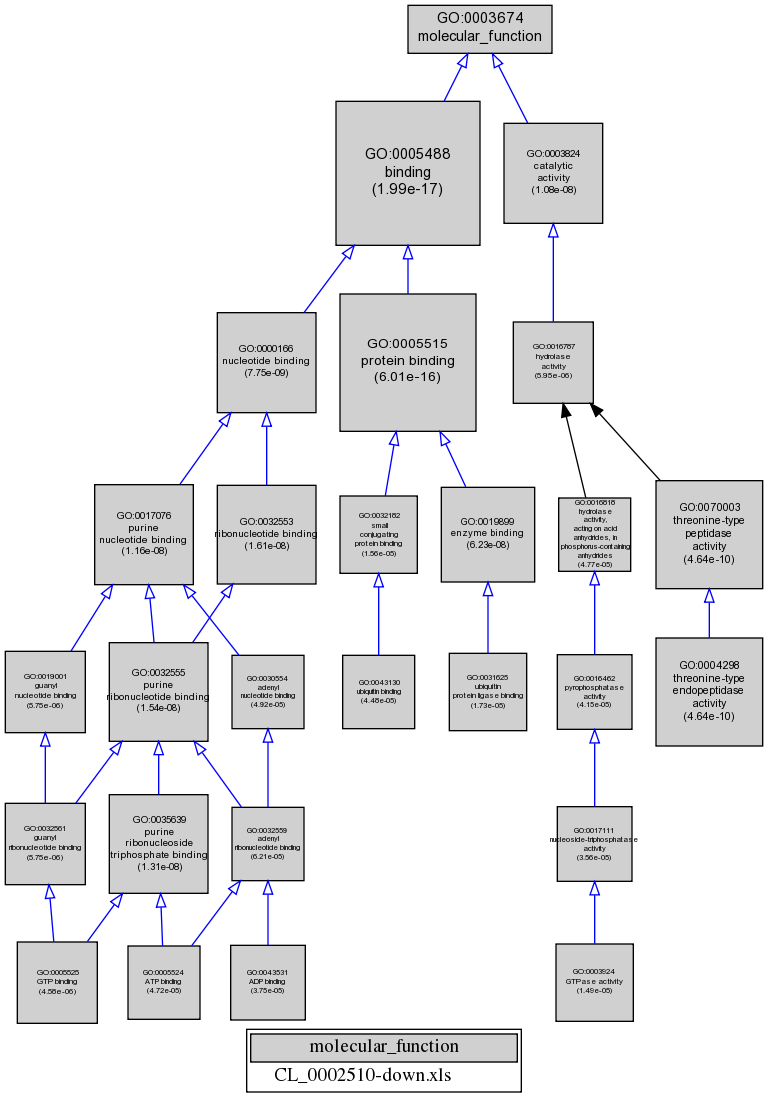 GO:0003674
molecular_function
GO:0005488
binding
(1.99e-17)
GO:0003824
catalytic
activity
(1.08e-08)
GO:0000166
nucleotide binding
(7.75e-09)
GO:0005515
protein binding
(6.01e-16)
GO:0016787
hydrolase
activity
(5.95e-06)
GO:0017076
purine
nucleotide binding
(1.16e-08)
GO:0032553
ribonucleotide binding
(1.61e-08)
GO:0032182
small
conjugating
protein binding
(1.56e-05)
GO:0019899
enzyme binding
(6.23e-08)
GO:0016818
hydrolase
activity,
acting on acid
anhydrides, in
phosphorus-containing
anhydrides
(4.77e-05)
GO:0070003
threonine-type
peptidase
activity
(4.64e-10)
GO:0019001
guanyl
nucleotide binding
(5.75e-06)
GO:0032555
purine
ribonucleotide binding
(1.54e-08)
GO:0030554
adenyl
nucleotide binding
(4.92e-05)
GO:0043130
ubiquitin binding
(4.48e-05)
GO:0031625
ubiquitin
protein ligase binding
(1.73e-05)
GO:0016462
pyrophosphatase
activity
(4.15e-05)
GO:0004298
threonine-type
endopeptidase
activity
(4.64e-10)
GO:0032561
guanyl
ribonucleotide binding
(5.75e-06)
GO:0035639
purine
ribonucleoside
triphosphate binding
(1.31e-08)
GO:0032559
adenyl
ribonucleotide binding
(6.21e-05)
GO:0017111
nucleoside-triphosphatase
activity
(3.56e-05)
GO:0005525
GTP binding
(4.58e-06)
GO:0005524
ATP binding
(4.72e-05)
GO:0043531
ADP binding
(3.75e-05)
GO:0003924
GTPase activity
(1.49e-05)
molecular_function
CL_0002510-down.xls